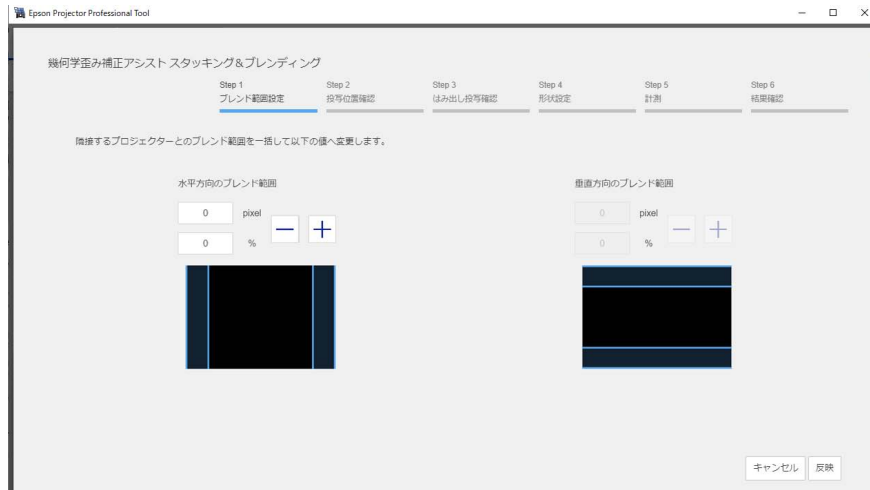 Epson Projector Professional Tool
幾何学歪み補正アシスト スタッキング&ブレンディング
Step 1
ブレンド範囲設定
Step 2
投写位置確認
Step 3
はみ出し投写確認
Step 4
形状設定
Step 5
計測
Step 6
結果確認
隣接するプロジェクターとのブレンド範囲を一括して以下の値へ変更します。
水平方向のブレンド範囲
0 pixel
0 %
垂直方向のブレンド範囲
0 pixel
0 %
キャンセル 反映